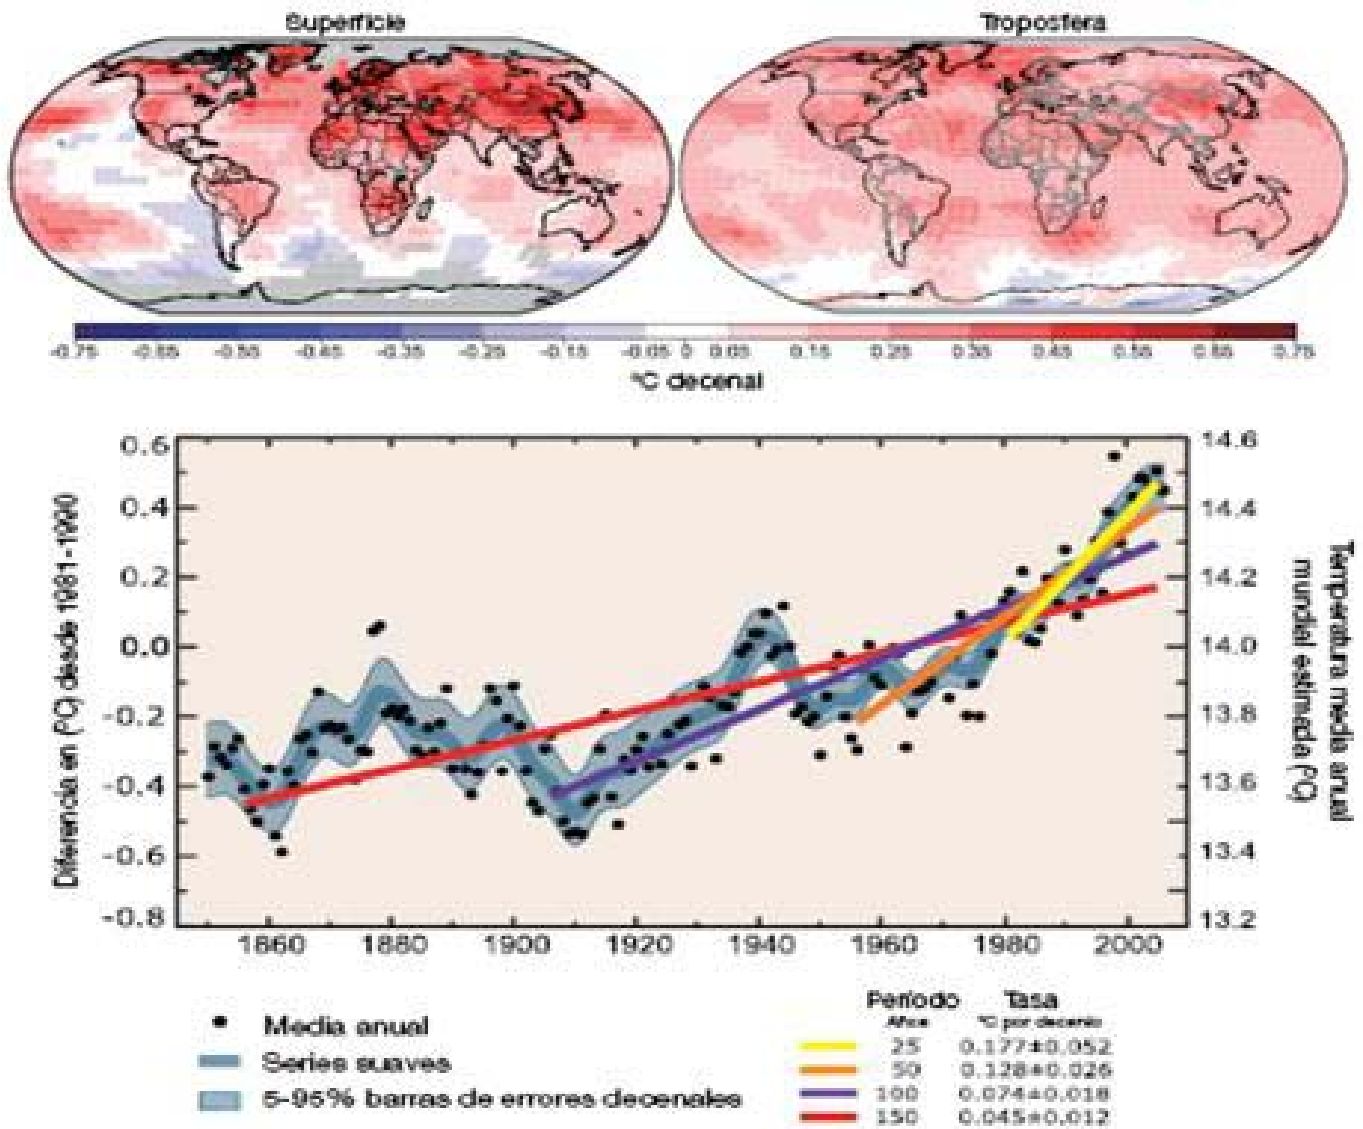 Superficie
Troposfera
-0.75 -0.65 -0.55 -0.45 -0.35 -0.25 -0.15 -0.05 0 0.05 0.15 0.25 0.35 0.45 0.55 0.65 0.75
°C decenal
Diferencia en (°C) desde 1981-1990
0.6
0.4
0.2
0.0
-0.2
-0.4
-0.6
-0.8
14.6
14.4
14.2
14.0
13.8
13.6
13.4
13.2
Temperatura media anual
mundial estimada (°C)
1860 1880 1900 1920 1940 1960 1980 2000
Media anual
Series suaves
5-95% barras de errores decenales
Período Tasa
Años °C por decenio
25 0.177±0.052
50 0.128±0.026
100 0.074±0.018
150 0.045±0.012